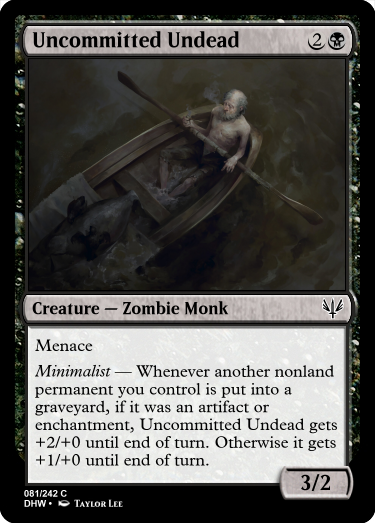 Uncommitted Undead 2
Creature — Zombie Monk
Menace
Minimalist — Whenever another nonland
permanent you control is put into a
graveyard, if it was an artifact or
enchantment, Uncommitted Undead gets
+2/+0 until end of turn. Otherwise it gets
+1/+0 until end of turn.
3/2
081/242 C
DHW • Taylor Lee